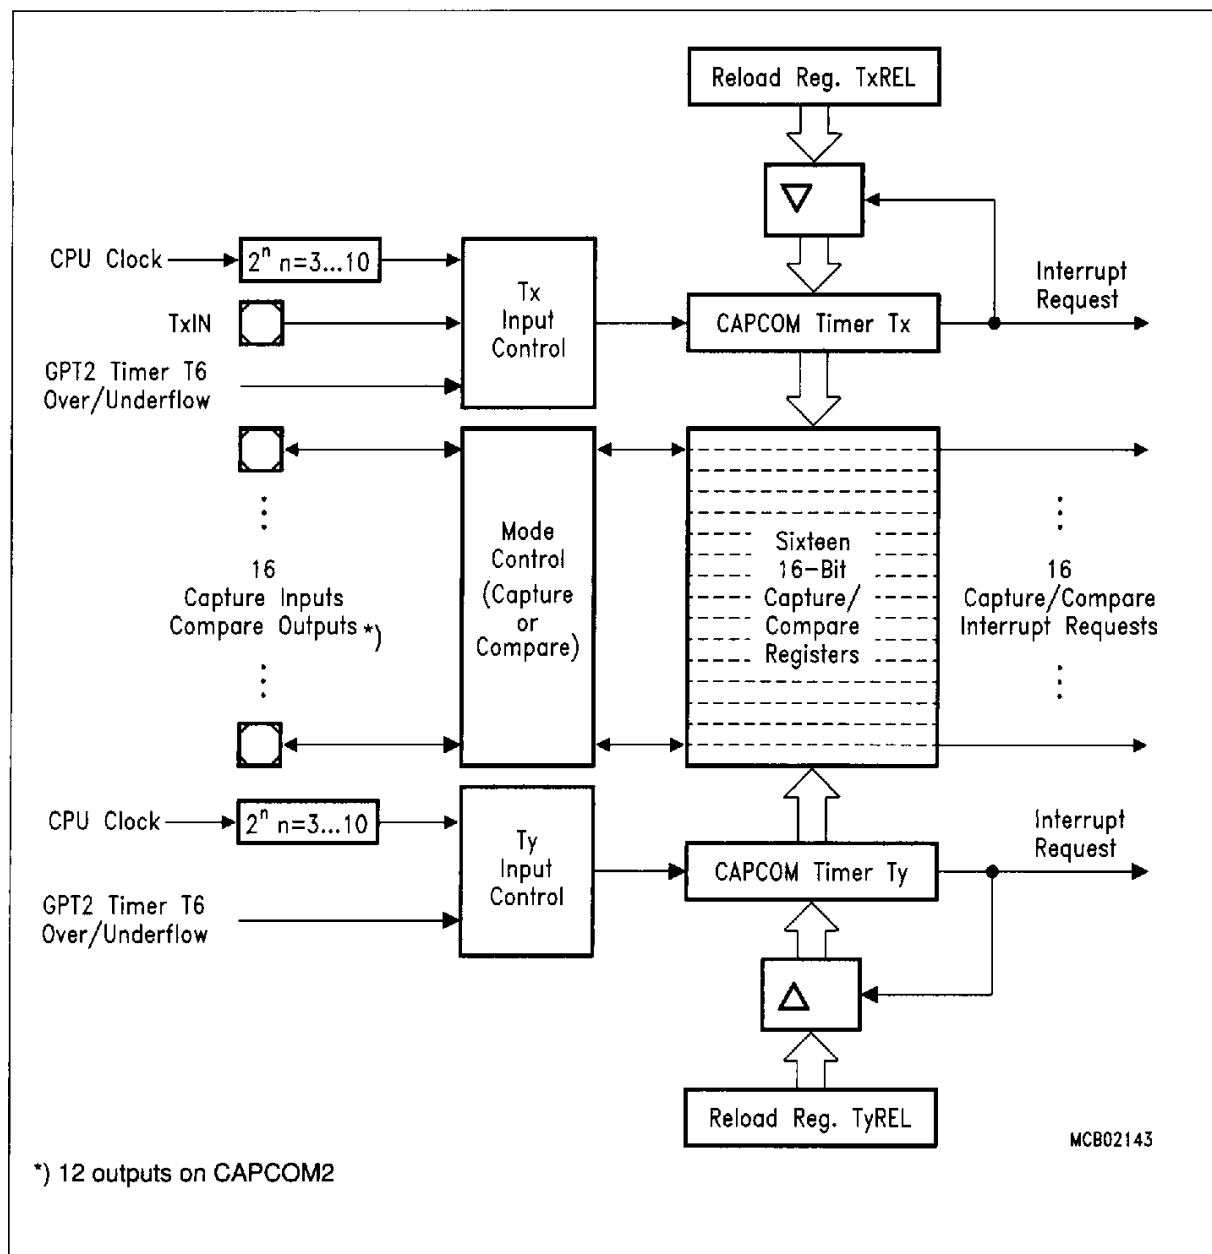 Reload Reg. TxREL
CPU Clock
2ⁿ n=3...10
Tx
Input
Control
TxIN
CAPCOM Timer Tx
Interrupt
Request
GPT2 Timer T6
Over/Underflow
16
Capture Inputs
Compare Outputs *)
Mode
Control
(Capture
or
Compare)
Sixteen
16-Bit
Capture/
Compare
Registers
16
Capture/Compare
Interrupt Requests
CPU Clock
2ⁿ n=3...10
Ty
Input
Control
CAPCOM Timer Ty
Interrupt
Request
GPT2 Timer T6
Over/Underflow
Reload Reg. TyREL
MCB02143
*) 12 outputs on CAPCOM2